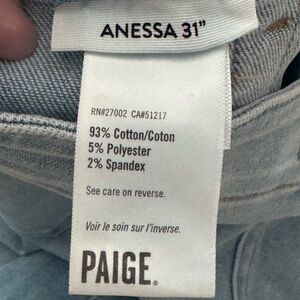 ANESSA 31”
RN#27002 CA#51217
93% Cotton/Coton
5% Polyester
2% Spandex
See care on reverse.
Voir le soin sur l'inverse.
PAIGE.